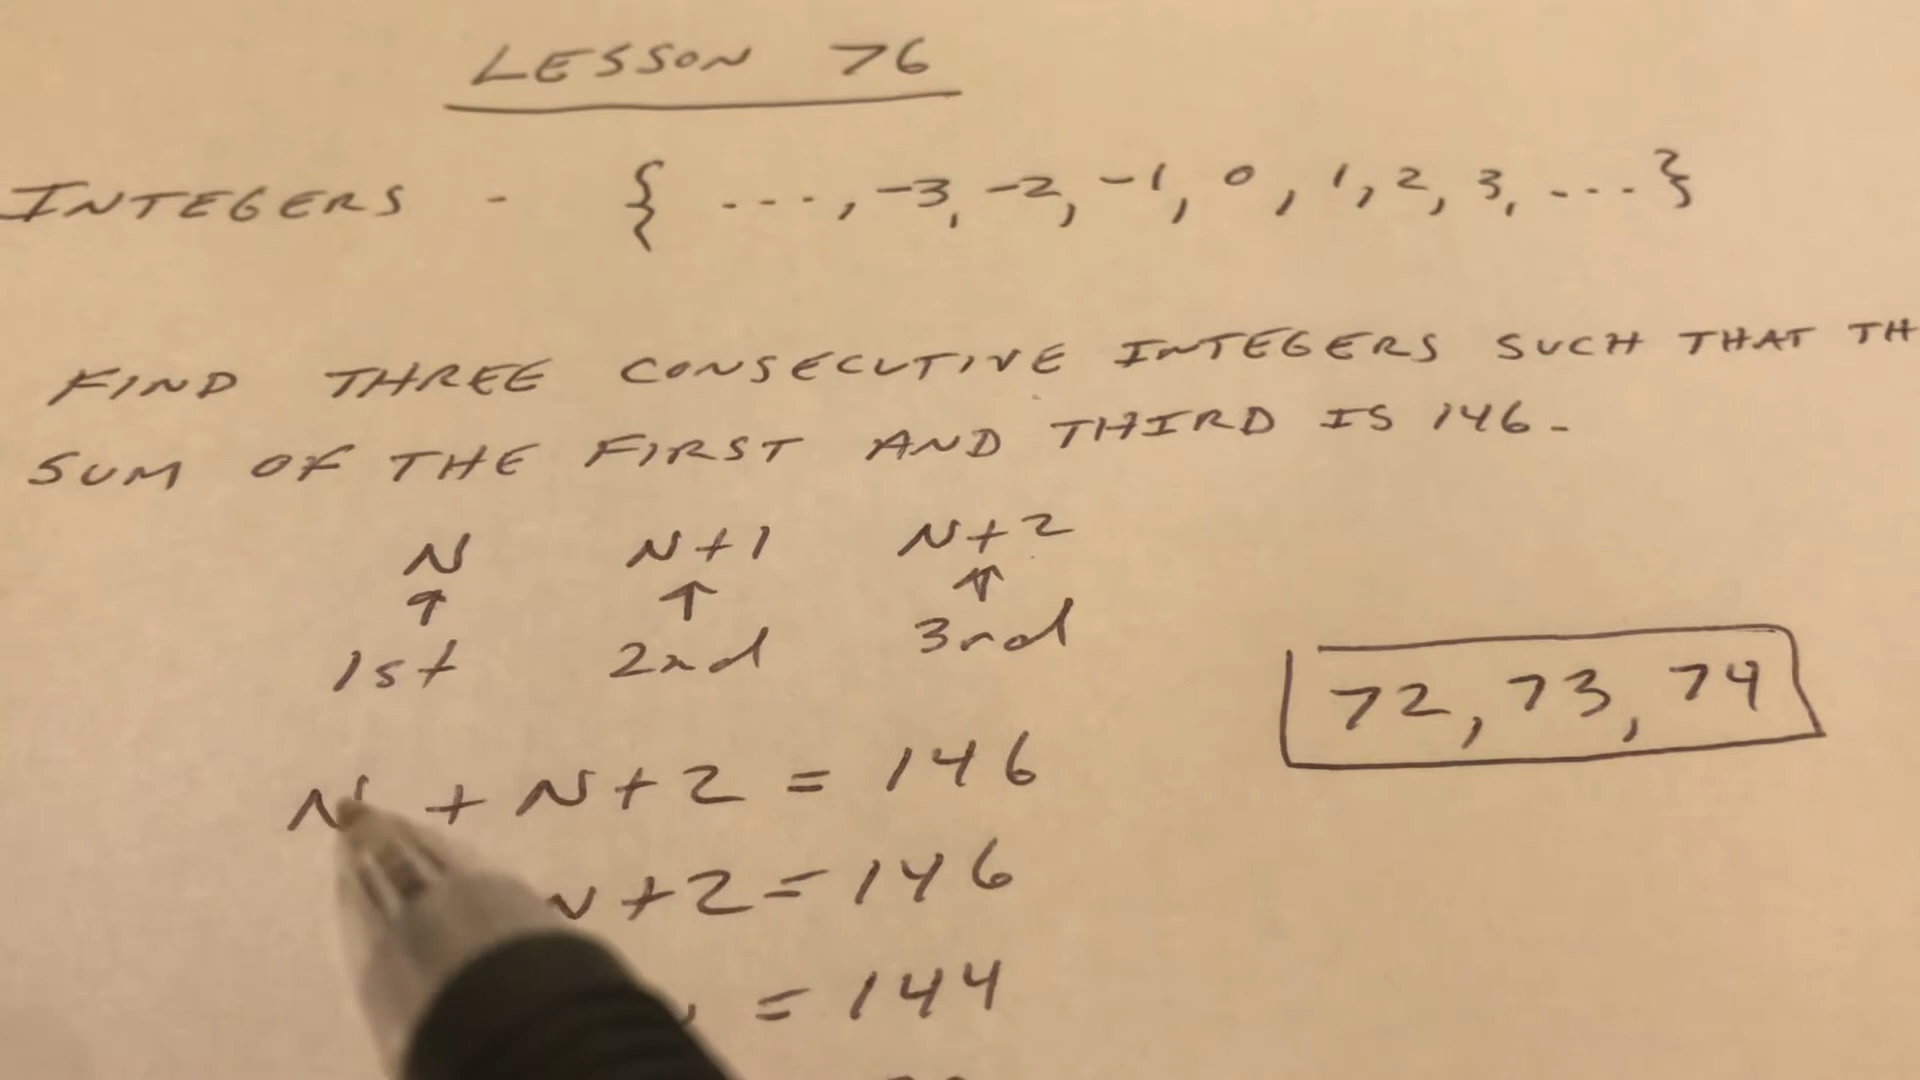 LESSON 76
INTEGERS - { ..., -3, -2, -1, 0, 1, 2, 3, ... }
FIND THREE CONSECUTIVE INTEGERS SUCH THAT TH
SUM OF THE FIRST AND THIRD IS 146.
N N+1 N+2
↑ ↑ ↑
1st 2nd 3rd
72, 73, 74
N + N+2 = 146
N+2=146
= 144